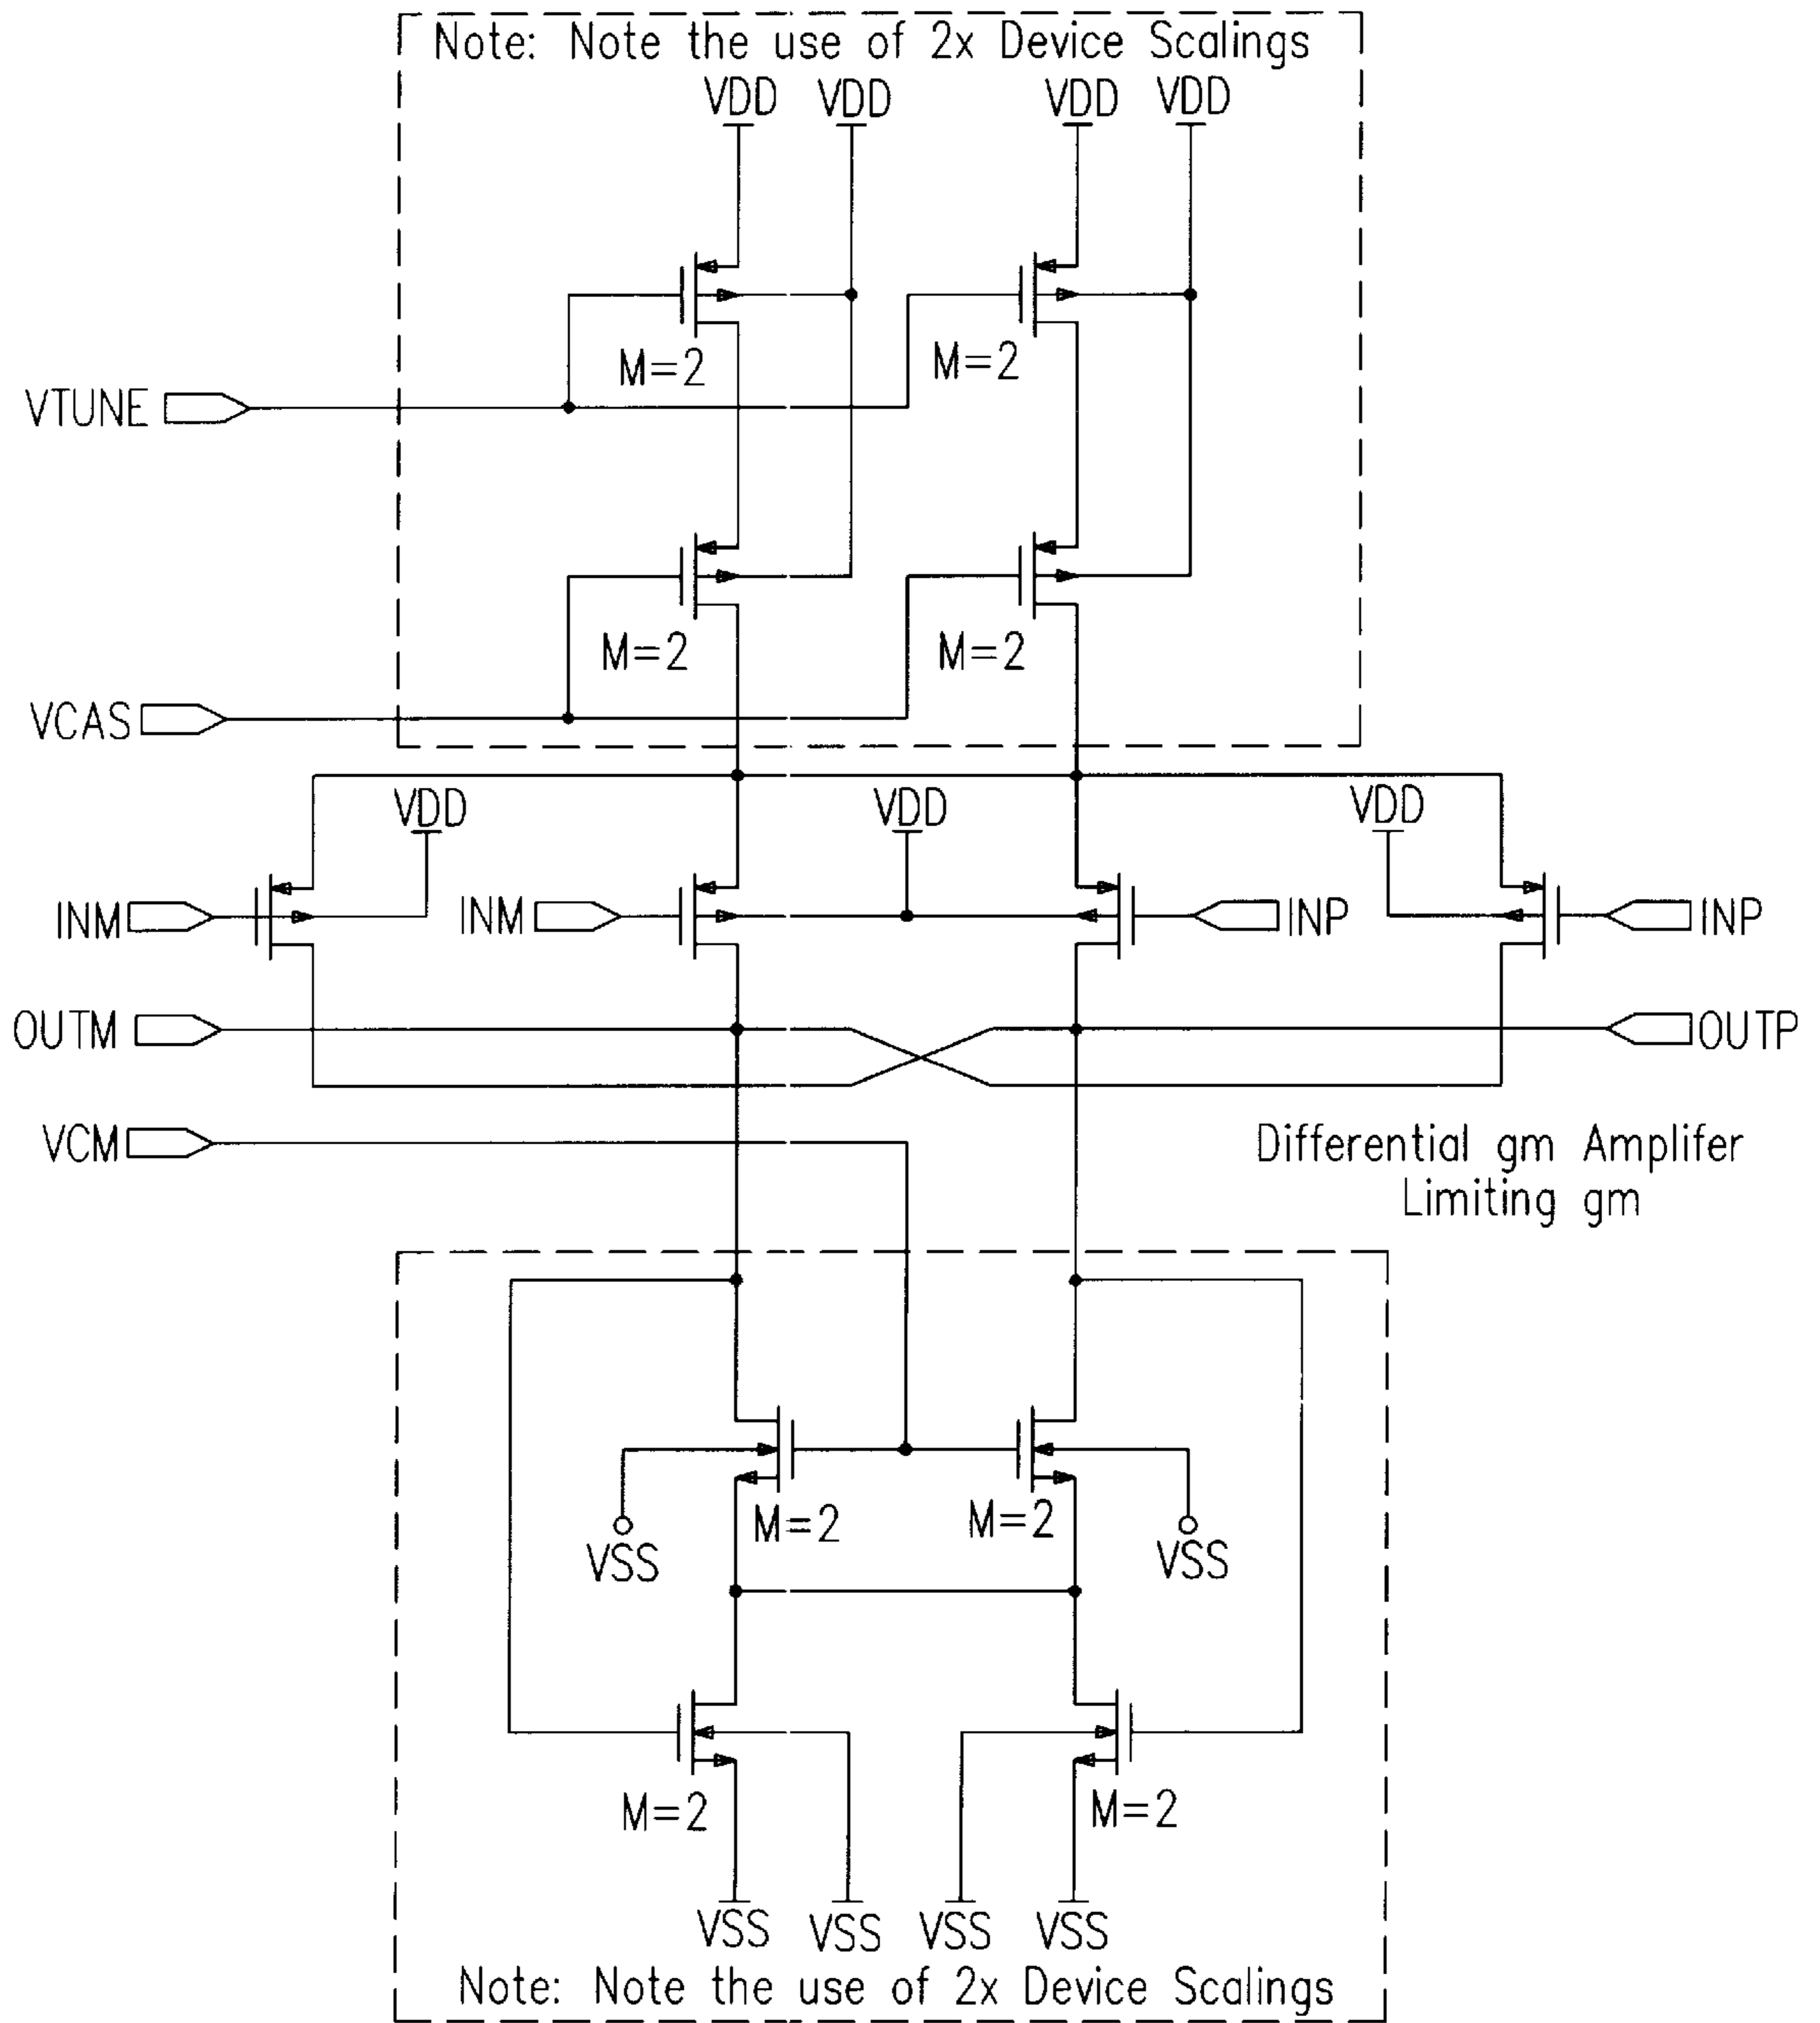 Note: Note the use of 2x Device Scalings
VDD VDD VDD VDD
M=2 M=2
VTUNE
M=2 M=2
VCAS
VDD VDD VDD
INM INM INP INP
OUTM OUTP
VCM
Differential gm Amplifer
Limiting gm
M=2 M=2
VSS VSS
M=2 M=2
VSS VSS VSS VSS
Note: Note the use of 2x Device Scalings